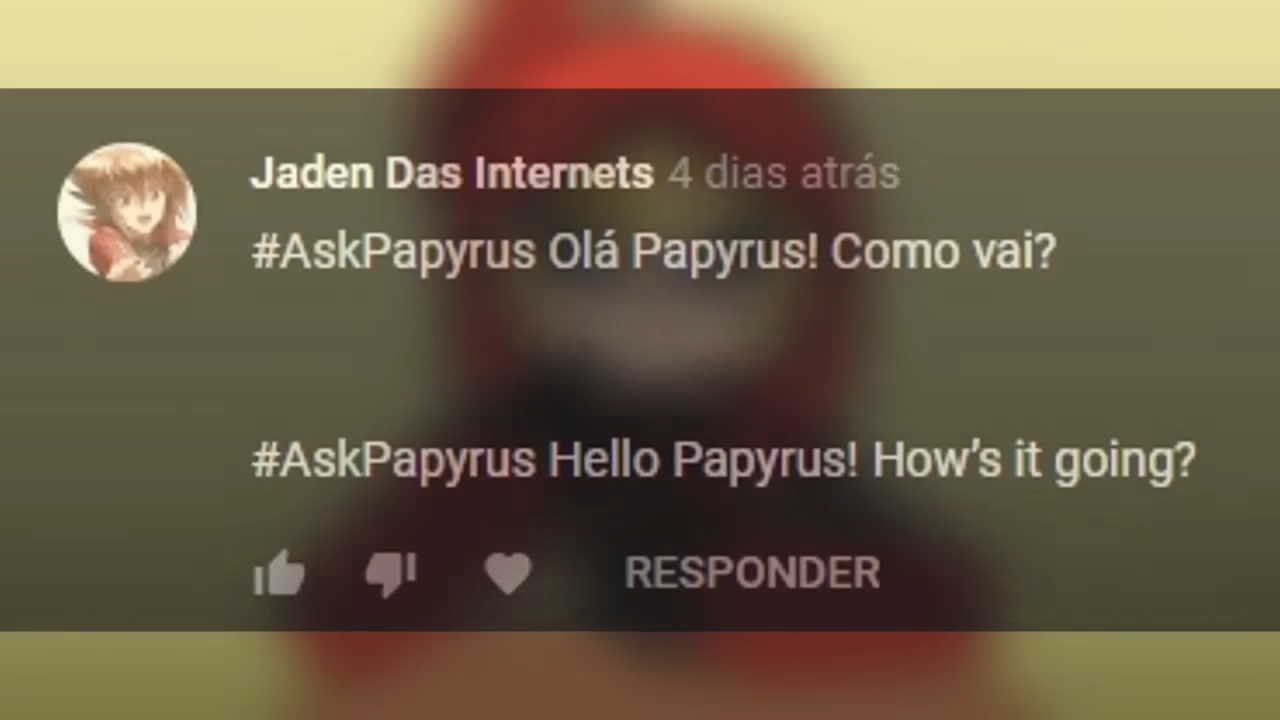 Jaden Das Internets 4 dias atrás
#AskPapyrus Olá Papyrus! Como vai?
#AskPapyrus Hello Papyrus! How's it going?
RESPONDER